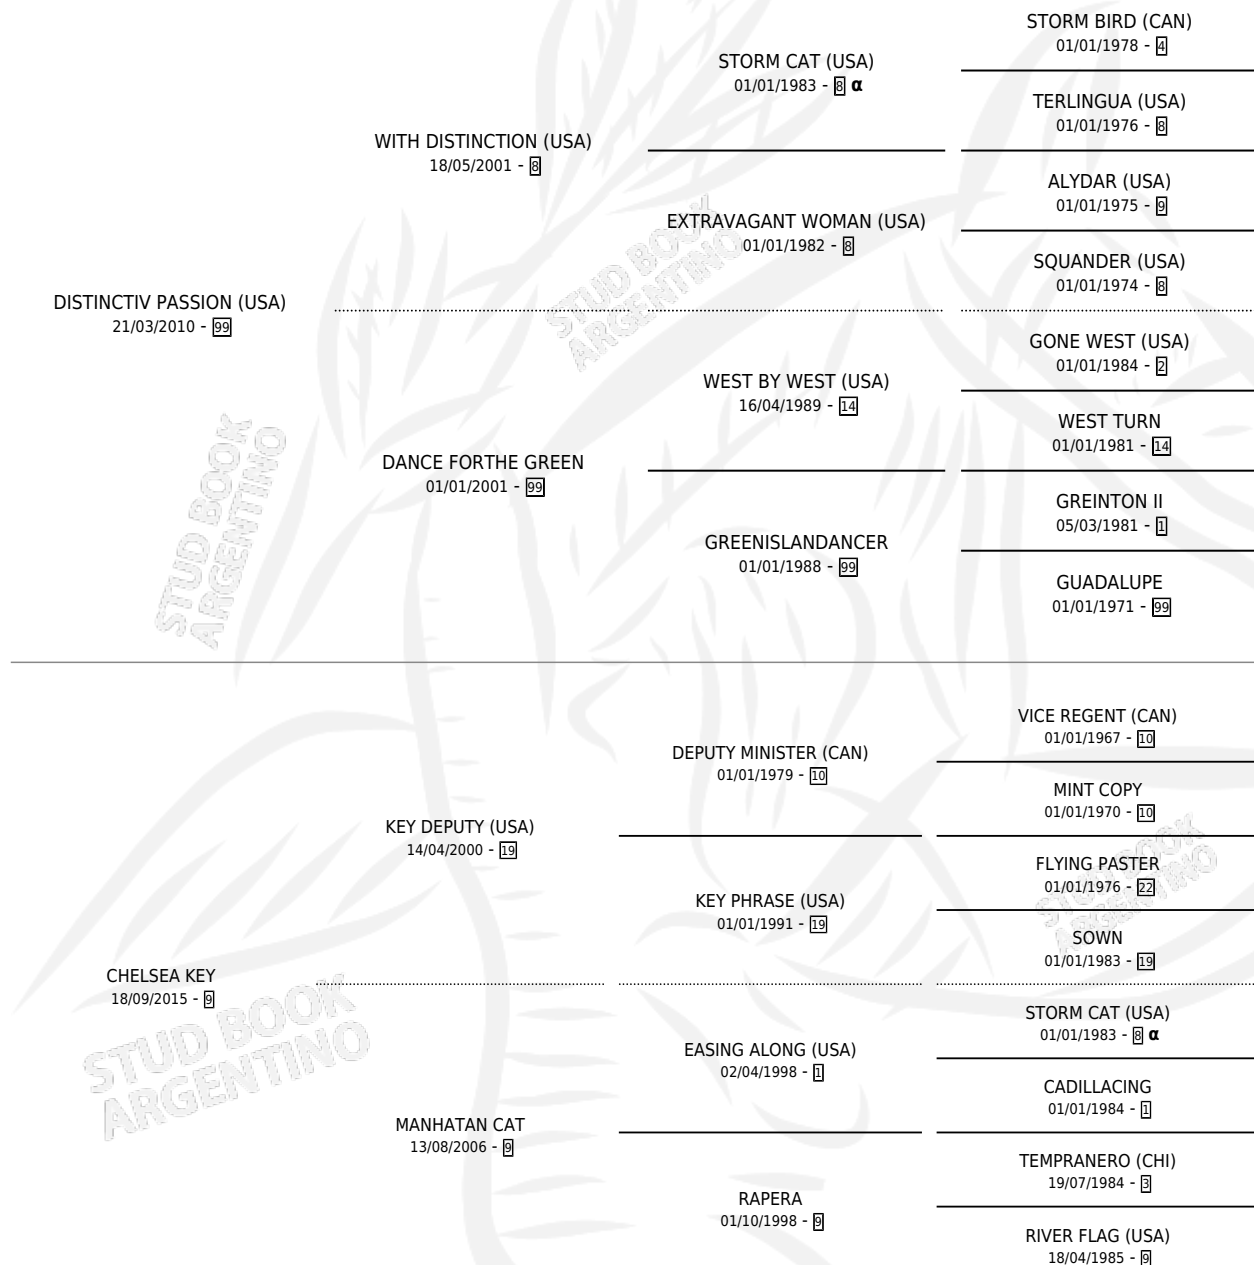 STORM BIRD (CAN)
01/01/1978 - 4
STORM CAT (USA)
01/01/1983 - 8 α
TERLINGUA (USA)
01/01/1976 - 8
WITH DISTINCTION (USA)
18/05/2001 - 8
ALYDAR (USA)
01/01/1975 - 9
EXTRAVAGANT WOMAN (USA)
01/01/1982 - 8
SQUANDER (USA)
01/01/1974 - 8
DISTINCTIV PASSION (USA)
21/03/2010 - 99
GONE WEST (USA)
01/01/1984 - 2
WEST BY WEST (USA)
16/04/1989 - 14
WEST TURN
01/01/1981 - 14
DANCE FORTHE GREEN
01/01/2001 - 99
GREINTON II
05/03/1981 - 1
GREENISLANDANCER
01/01/1988 - 99
GUADALUPE
01/01/1971 - 99
VICE REGENT (CAN)
01/01/1967 - 10
DEPUTY MINISTER (CAN)
01/01/1979 - 10
MINT COPY
01/01/1970 - 10
KEY DEPUTY (USA)
14/04/2000 - 19
FLYING PASTER
01/01/1976 - 22
KEY PHRASE (USA)
01/01/1991 - 19
SOWN
01/01/1983 - 19
CHELSEA KEY
18/09/2015 - 9
STORM CAT (USA)
01/01/1983 - 8 α
EASING ALONG (USA)
02/04/1998 - 1
CADILLACING
01/01/1984 - 1
MANHATAN CAT
13/08/2006 - 9
TEMPRANERO (CHI)
19/07/1984 - 3
RAPERA
01/10/1998 - 9
RIVER FLAG (USA)
18/04/1985 - 9
STUD BOOK
ARGENTINO
STUD BOOK
ARGENTINO
STUD BOOK
ARGENTINO
STUD BOOK
ARGENTINO